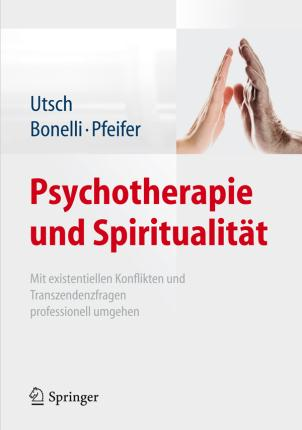 Utsch
Bonelli · Pfeifer
Psychotherapie
und Spiritualität
Mit existentiellen Konflikten und
Transzendenzfragen
professionell umgehen
Springer